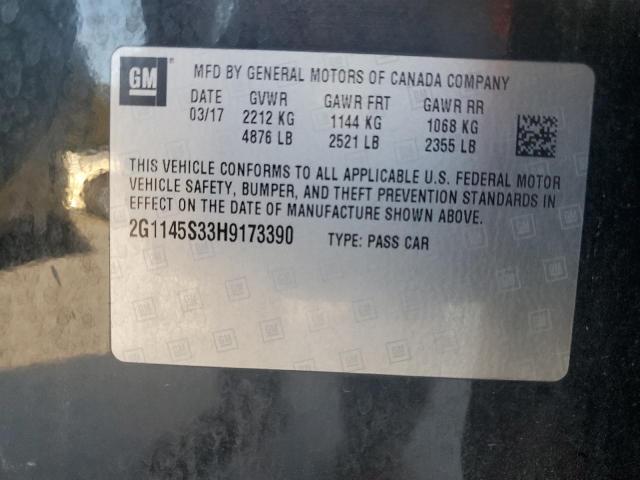 GM
MFD BY GENERAL MOTORS OF CANADA COMPANY
DATE GVWR GAWR FRT GAWR RR
03/17 2212 KG 1144 KG 1068 KG
4876 LB 2521 LB 2355 LB
THIS VEHICLE CONFORMS TO ALL APPLICABLE U.S. FEDERAL MOTOR
VEHICLE SAFETY, BUMPER, AND THEFT PREVENTION STANDARDS IN
EFFECT ON THE DATE OF MANUFACTURE SHOWN ABOVE.
2G1145S33H9173390 TYPE: PASS CAR